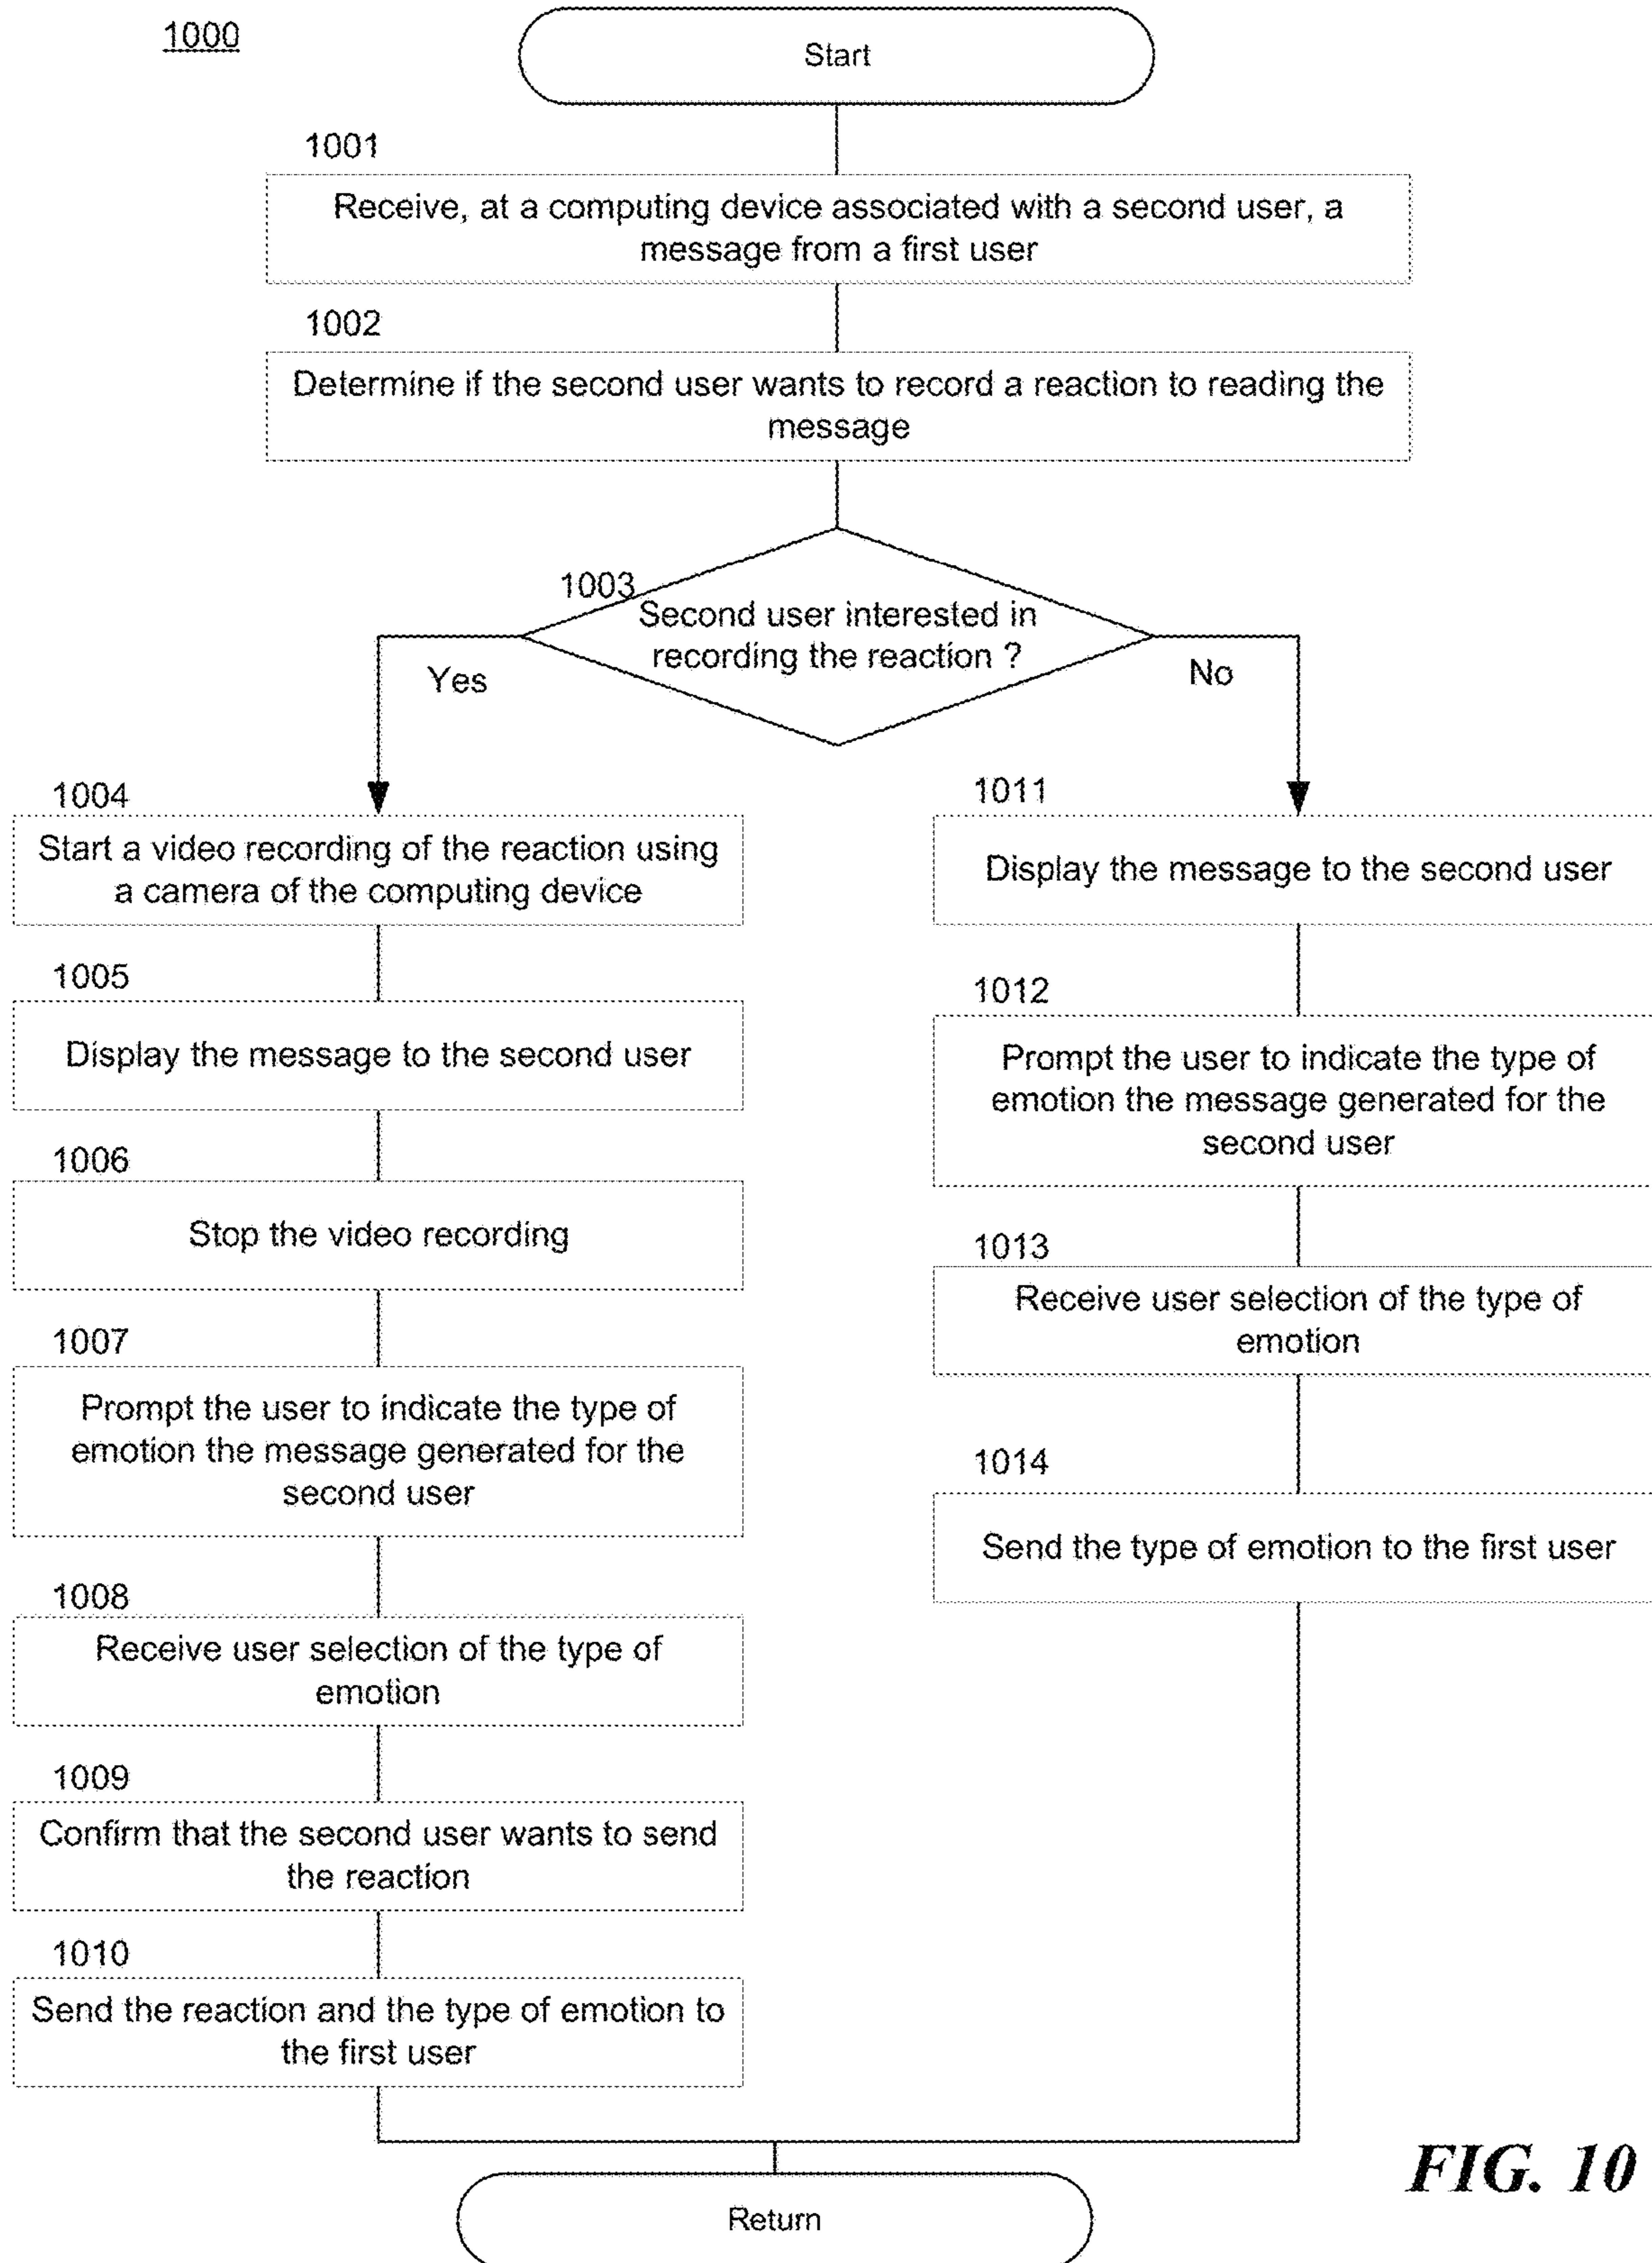 1000
Start
1001
Receive, at a computing device associated with a second user, a
message from a first user
1002
Determine if the second user wants to record a reaction to reading the
message
1003
Second user interested in
recording the reaction ?
Yes
No
1004
Start a video recording of the reaction using
a camera of the computing device
1005
Display the message to the second user
1006
Stop the video recording
1007
Prompt the user to indicate the type of
emotion the message generated for the
second user
1008
Receive user selection of the type of
emotion
1009
Confirm that the second user wants to send
the reaction
1010
Send the reaction and the type of emotion to
the first user
1011
Display the message to the second user
1012
Prompt the user to indicate the type of
emotion the message generated for the
second user
1013
Receive user selection of the type of
emotion
1014
Send the type of emotion to the first user
Return
FIG. 10